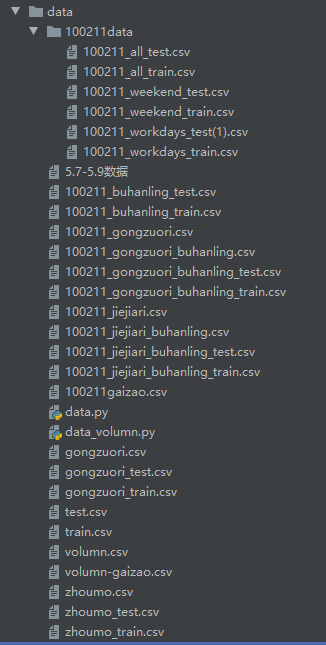 data
100211data
100211_all_test.csv
100211_all_train.csv
100211_weekend_test.csv
100211_weekend_train.csv
100211_workdays_test(1).csv
100211_workdays_train.csv
5.7-5.9数据
100211_buhanling_test.csv
100211_buhanling_train.csv
100211_gongzuori.csv
100211_gongzuori_buhanling.csv
100211_gongzuori_buhanling_test.csv
100211_gongzuori_buhanling_train.csv
100211_jiejiari.csv
100211_jiejiari_buhanling.csv
100211_jiejiari_buhanling_test.csv
100211_jiejiari_buhanling_train.csv
100211gaizao.csv
data.py
data_volumn.py
gongzuori.csv
gongzuori_test.csv
gongzuori_train.csv
test.csv
train.csv
volumn.csv
volumn-gaizao.csv
zhoumo.csv
zhoumo_test.csv
zhoumo_train.csv